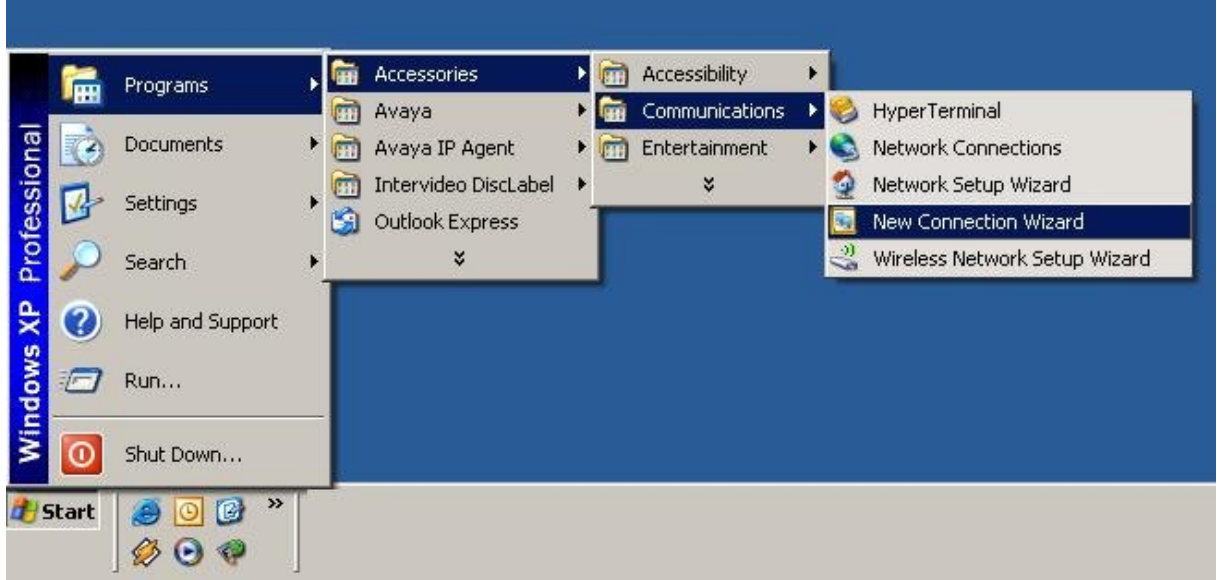 Windows XP Professional
Programs
Documents
Settings
Search
Help and Support
Run...
Shut Down...
Accessories
Avaya
Avaya IP Agent
Intervideo DiscLabel
Outlook Express
Accessibility
Communications
Entertainment
HyperTerminal
Network Connections
Network Setup Wizard
New Connection Wizard
Wireless Network Setup Wizard
Start